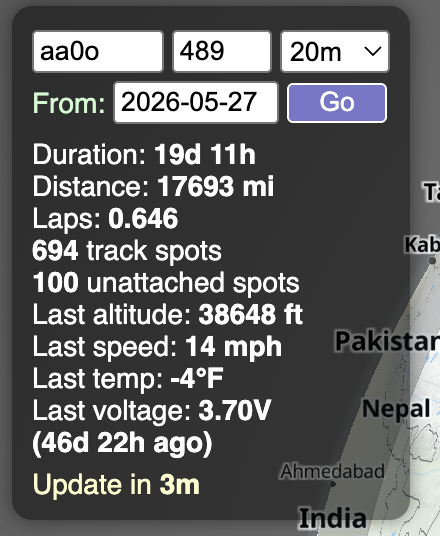 aa0o 489 20m
From: 2026-05-27 Go
Duration: 19d 11h
Distance: 17693 mi
Laps: 0.646
694 track spots
100 unattached spots
Last altitude: 38648 ft
Last speed: 14 mph
Last temp: -4°F
Last voltage: 3.70V
(46d 22h ago)
Update in 3m
Ta
Kab
Pakistan
Nepal
Ahmedabad
India